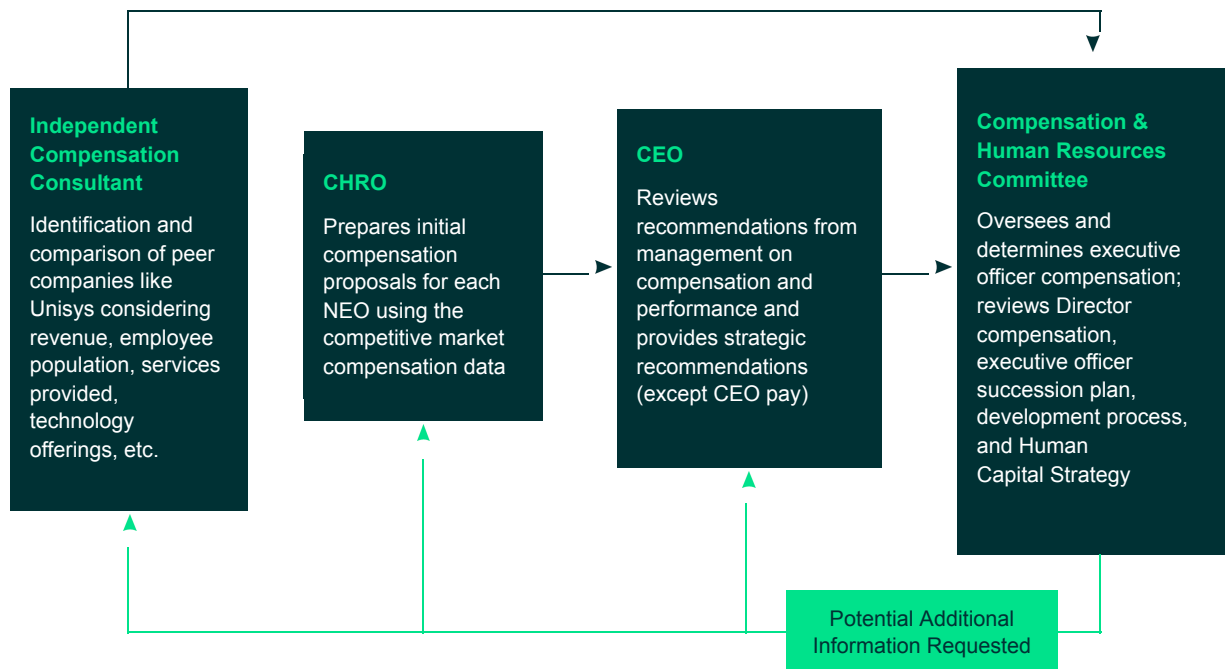 Independent
Compensation
Consultant
Identification and
comparison of peer
companies like
Unisys considering
revenue, employee
population, services
provided,
technology
offerings, etc.
CHRO
Prepares initial
compensation
proposals for each
NEO using the
competitive market
compensation data
CEO
Reviews
recommendations from
management on
compensation and
performance and
provides strategic
recommendations
(except CEO pay)
Compensation &
Human Resources
Committee
Oversees and
determines executive
officer compensation;
reviews Director
compensation,
executive officer
succession plan,
development process,
and Human
Capital Strategy
Potential Additional
Information Requested